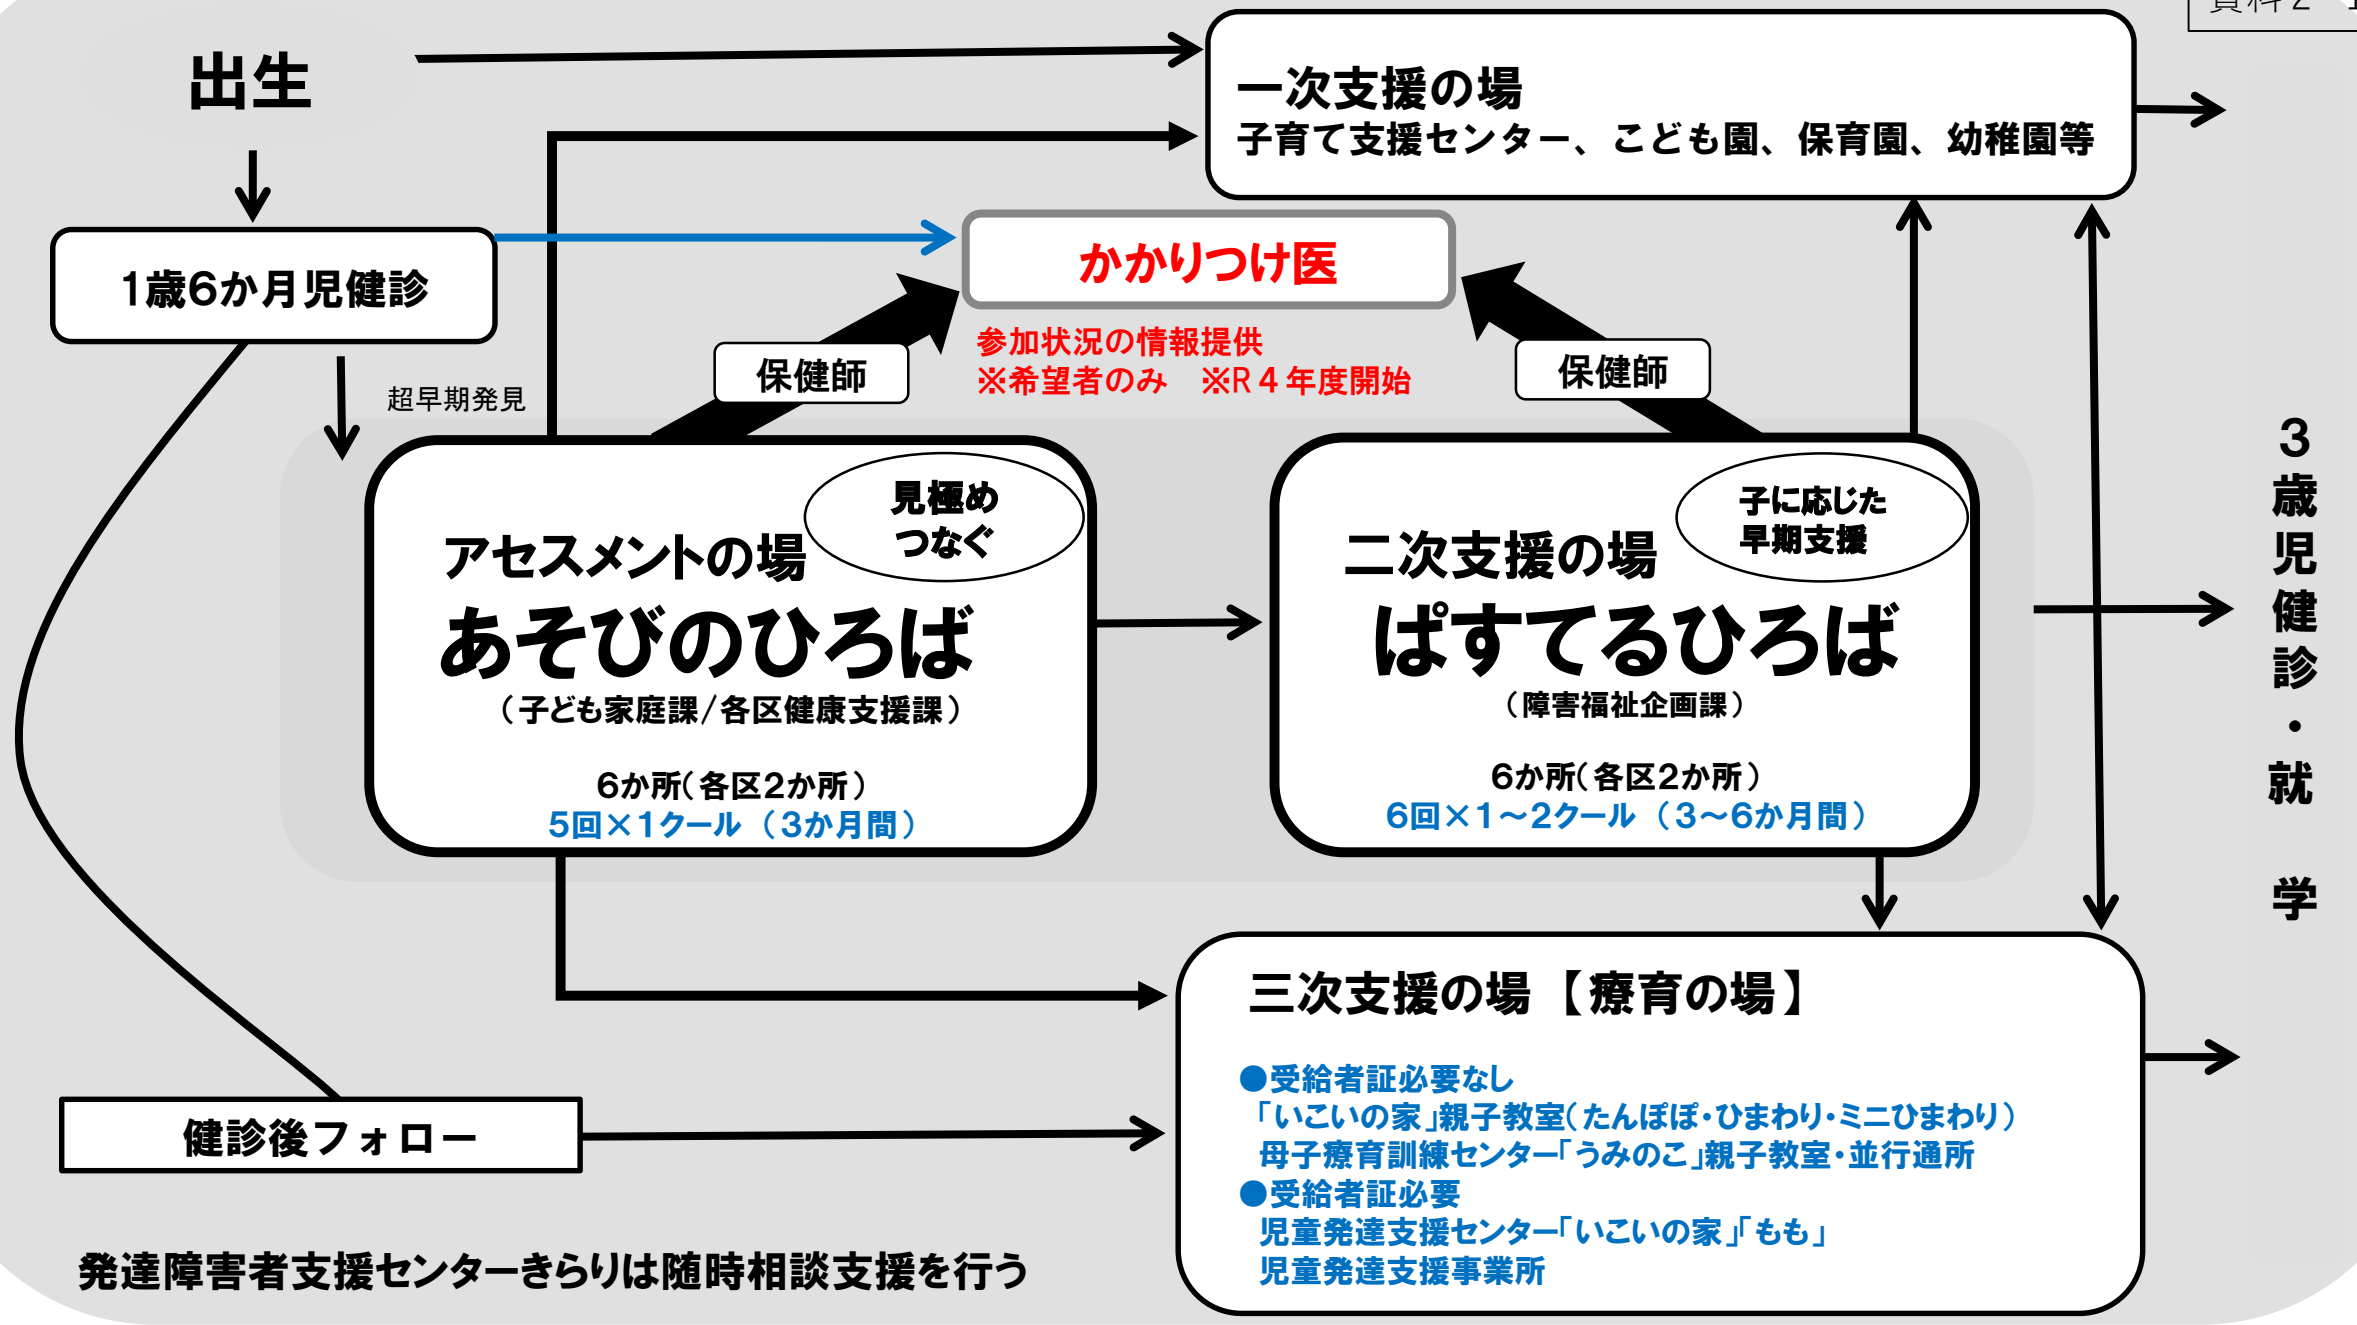 資料2
出生
一次支援の場
子育て支援センター、こども園、保育園、幼稚園等
1歳6か月児健診
かかりつけ医
参加状況の情報提供
※希望者のみ　※R４年度開始
保健師
保健師
超早期発見
見極め
つなぐ
アセスメントの場
あそびのひろば
（子ども家庭課/各区健康支援課）
6か所（各区2か所）
5回×1クール（3か月間）
子に応じた
早期支援
二次支援の場
ぱすてるひろば
（障害福祉企画課）
6か所（各区2か所）
6回×1～2クール（3～6か月間）
3歳児健診・就　学
三次支援の場【療育の場】
●受給者証必要なし
「いこいの家」親子教室（たんぽぽ・ひまわり・ミニひまわり）
母子療育訓練センター「うみのこ」親子教室・並行通所
●受給者証必要
児童発達支援センター「いこいの家」「もも」
児童発達支援事業所
健診後フォロー
発達障害者支援センターきらりは随時相談支援を行う